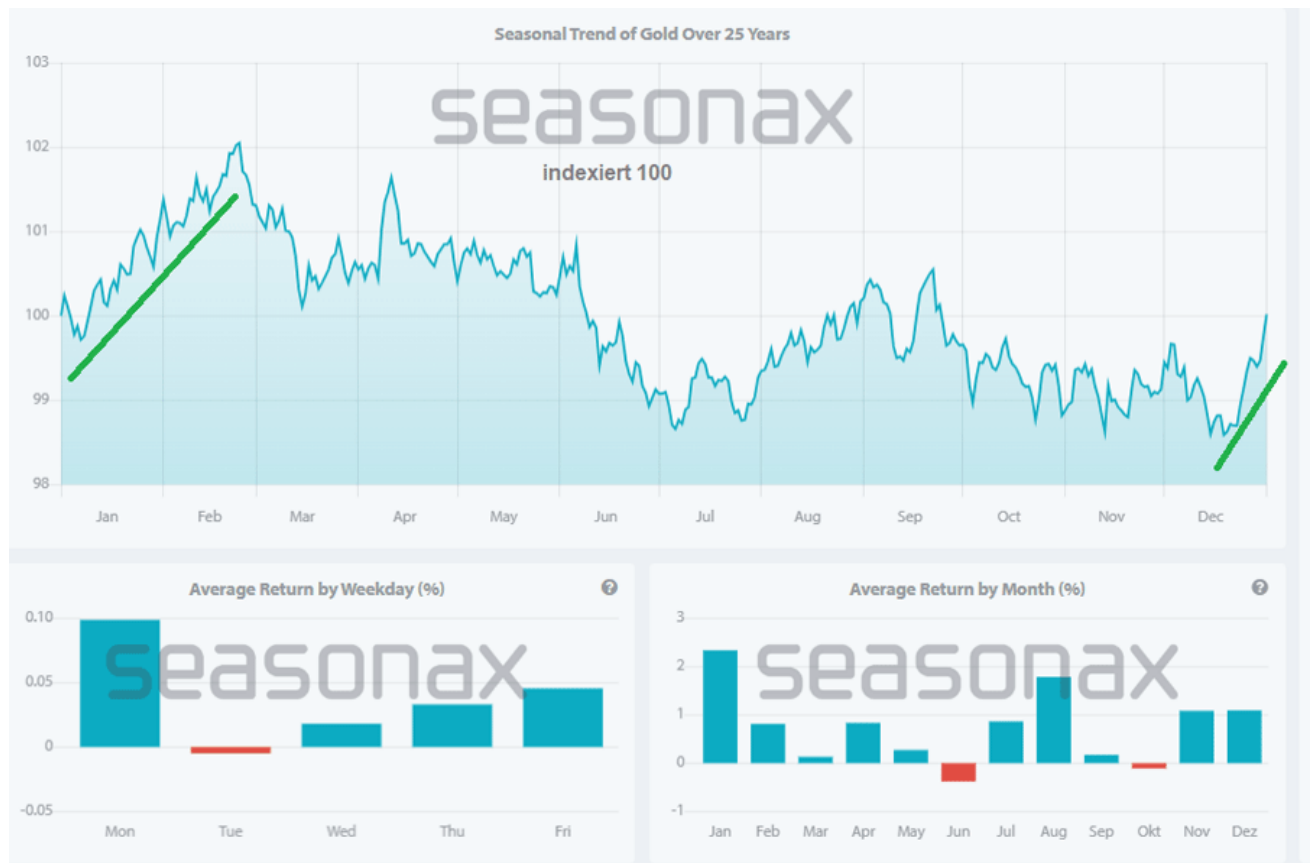 Seasonal Trend of Gold Over 25 Years
seasonax
indexiert 100
103
102
101
100
99
98
Jan Feb Mar Apr May Jun Jul Aug Sep Oct Nov Dec
Average Return by Weekday (%) ?
seasonax
0.10
0.05
0
-0.05
Mon Tue Wed Thu Fri
Average Return by Month (%) ?
seasonax
3
2
1
0
-1
Jan Feb Mar Apr May Jun Jul Aug Sep Okt Nov Dez